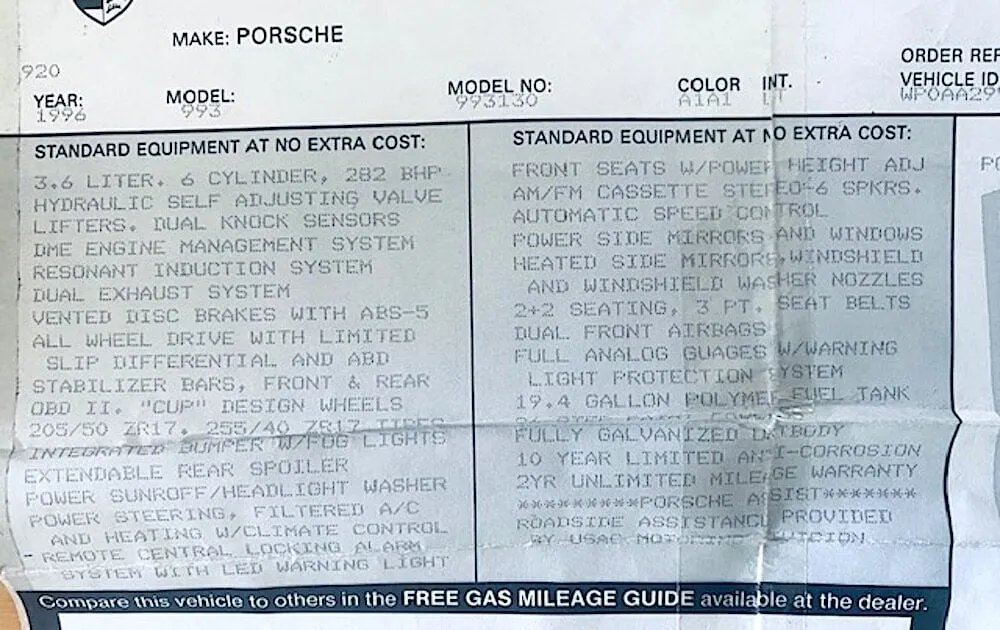 MAKE: PORSCHE
920
ORDER REF
YEAR: MODEL: MODEL NO: COLOR INT. VEHICLE ID
1996 993 993130 A1A1 WP0AA299
STANDARD EQUIPMENT AT NO EXTRA COST:
3.6 LITER. 6 CYLINDER, 282 BHP
HYDRAULIC SELF ADJUSTING VALVE
LIFTERS. DUAL KNOCK SENSORS
DME ENGINE MANAGEMENT SYSTEM
RESONANT INDUCTION SYSTEM
DUAL EXHAUST SYSTEM
VENTED DISC BRAKES WITH ABS-5
ALL WHEEL DRIVE WITH LIMITED
SLIP DIFFERENTIAL AND ABD
STABILIZER BARS, FRONT & REAR
OBD II. "CUP" DESIGN WHEELS
205/50 ZR17. 255/40 ZR17 TIRES
INTEGRATED BUMPER W/FOG LIGHTS
EXTENDABLE REAR SPOILER
POWER SUNROFF/HEADLIGHT WASHER
POWER STEERING, FILTERED A/C
AND HEATING W/CLIMATE CONTROL
REMOTE CENTRAL LOCKING ALARM
SYSTEM WITH LED WARNING LIGHT
STANDARD EQUIPMENT AT NO EXTRA COST:
FRONT SEATS W/POWER HEIGHT ADJ
AM/FM CASSETTE STEREO-6 SPKRS.
AUTOMATIC SPEED CONTROL
POWER SIDE MIRRORS AND WINDOWS
HEATED SIDE MIRRORS,WINDSHIELD
AND WINDSHIELD WASHER NOZZLES
2+2 SEATING, 3 PT. SEAT BELTS
DUAL FRONT AIRBAGS
FULL ANALOG GUAGES W/WARNING
LIGHT PROTECTION SYSTEM
19.4 GALLON POLYMER FUEL TANK
FULLY GALVANIZED UNIBODY
10 YEAR LIMITED ANTI-CORROSION
2YR UNLIMITED MILEAGE WARRANTY
*********PORSCHE ASSIST*******
ROADSIDE ASSISTANCE PROVIDED
BY USAC MOTORING DIVICION
Compare this vehicle to others in the FREE GAS MILEAGE GUIDE available at the dealer.